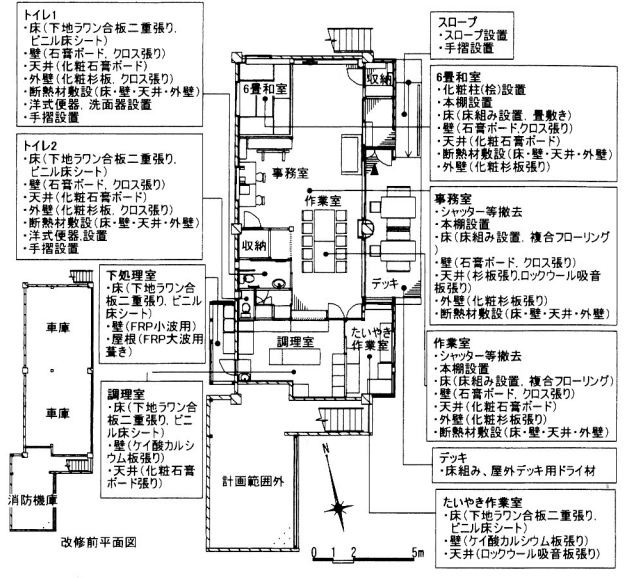 トイレ1
・床(下地ラワン合板二重張り,
ビニル床シート)
・壁(石膏ボード, クロス張り)
・天井(化粧石膏ボード)
・外壁(化粧杉板, クロス張り)
・断熱材敷設(床・壁・天井・外壁)
・洋式便器, 洗面器設置
・手摺設置
トイレ2
・床(下地ラワン合板二重張り,
ビニル床シート)
・壁(石膏ボード, クロス張り)
・天井(化粧石膏ボード)
・外壁(化粧杉板, クロス張り)
・断熱材敷設(床・壁・天井・外壁)
・洋式便器,設置
・手摺設置
下処理室
・床(下地ラワン合
板二重張り, ビニル
床シート)
・壁(FRP小波用)
・屋根(FRP大波用
葺き)
調理室
・床(下地ラワン合
板二重張り, ビニ
ル床シート)
・壁(ケイ酸カルシ
ウム板張り)
・天井(化粧石膏
ボード張り)
車庫
車庫
消防機庫
改修前平面図
6畳和室
収納
事務室
作業室
収納
デッキ
調理室
たいやき
作業室
計画範囲外
N
0 1 2 5m
スロープ
・スロープ設置
・手摺設置
6畳和室
・化粧柱(桧)設置
・本棚設置
・床(床組み設置, 畳敷き)
・壁(石膏ボード,クロス張り)
・天井(化粧石膏ボード)
・断熱材敷設(床・壁・天井・外壁)
・外壁(化粧杉板張り)
事務室
・シャッター等撤去
・本棚設置
・床(床組み設置, 複合フローリング
)
・壁(石膏ボード, クロス張り)
・天井(杉板張り,ロックウール吸音
板張り)
・外壁(化粧杉板張り)
・断熱材敷設(床・壁・天井・外壁)
作業室
・シャッター等撤去
・本棚設置
・床(床組み設置, 複合フローリング)
・壁(石膏ボード, クロス張り)
・天井(化粧石膏ボード)
・外壁(化粧杉板張り)
・断熱材敷設(床・壁・天井・外壁)
デッキ
・床組み、屋外デッキ用ドライ材
たいやき作業室
・床(下地ラワン合板二重張り,
ビニル床シート)
・壁(ケイ酸カルシウム板張り)
・天井(ロックウール吸音板張り)